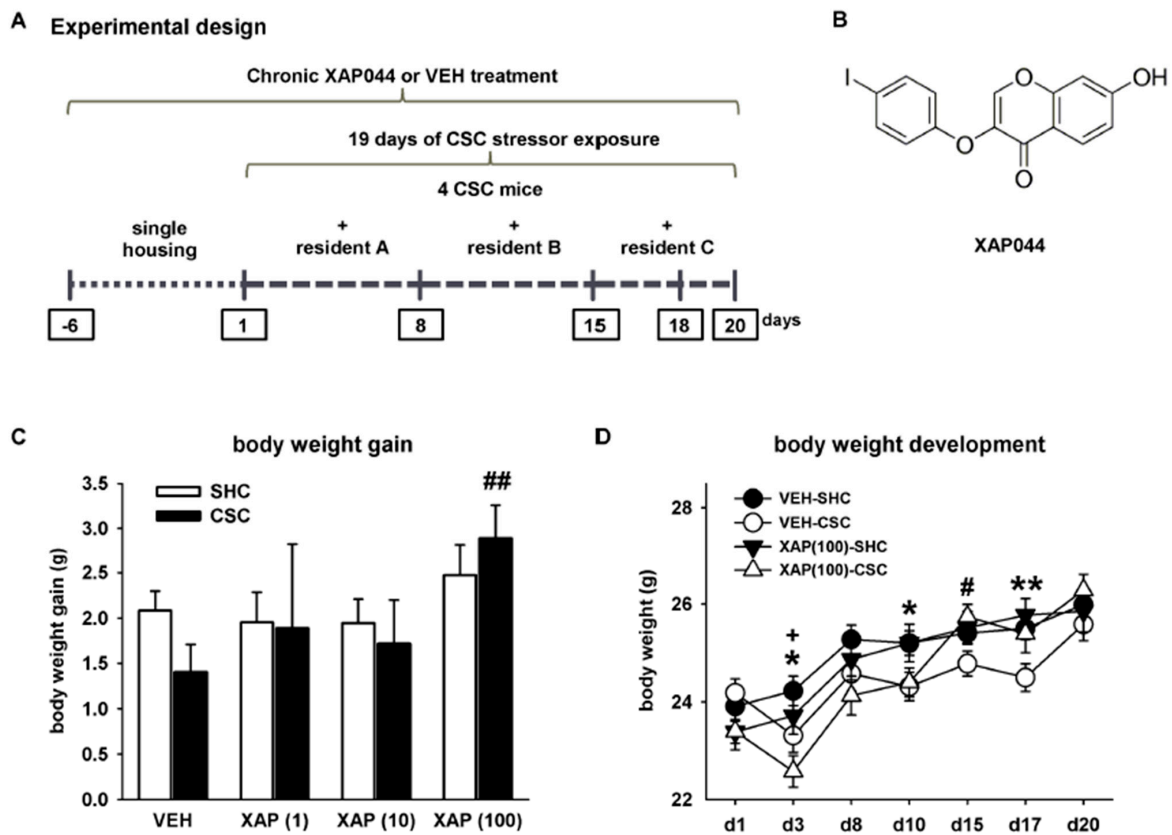 A
Experimental design
Chronic XAP044 or VEH treatment
19 days of CSC stressor exposure
4 CSC mice
single
housing
+
resident A
+
resident B
+
resident C
-6
1
8
15
18
20
days
B
I
O
O
O
OH
XAP044
C
body weight gain
body weight gain (g)
3.5
3.0
2.5
2.0
1.5
1.0
0.5
0.0
SHC
CSC
##
VEH
XAP (1)
XAP (10)
XAP (100)
D
body weight development
body weight (g)
28
26
24
22
VEH-SHC
VEH-CSC
XAP(100)-SHC
XAP(100)-CSC
+
*
*
#
**
d1
d3
d8
d10
d15
d17
d20